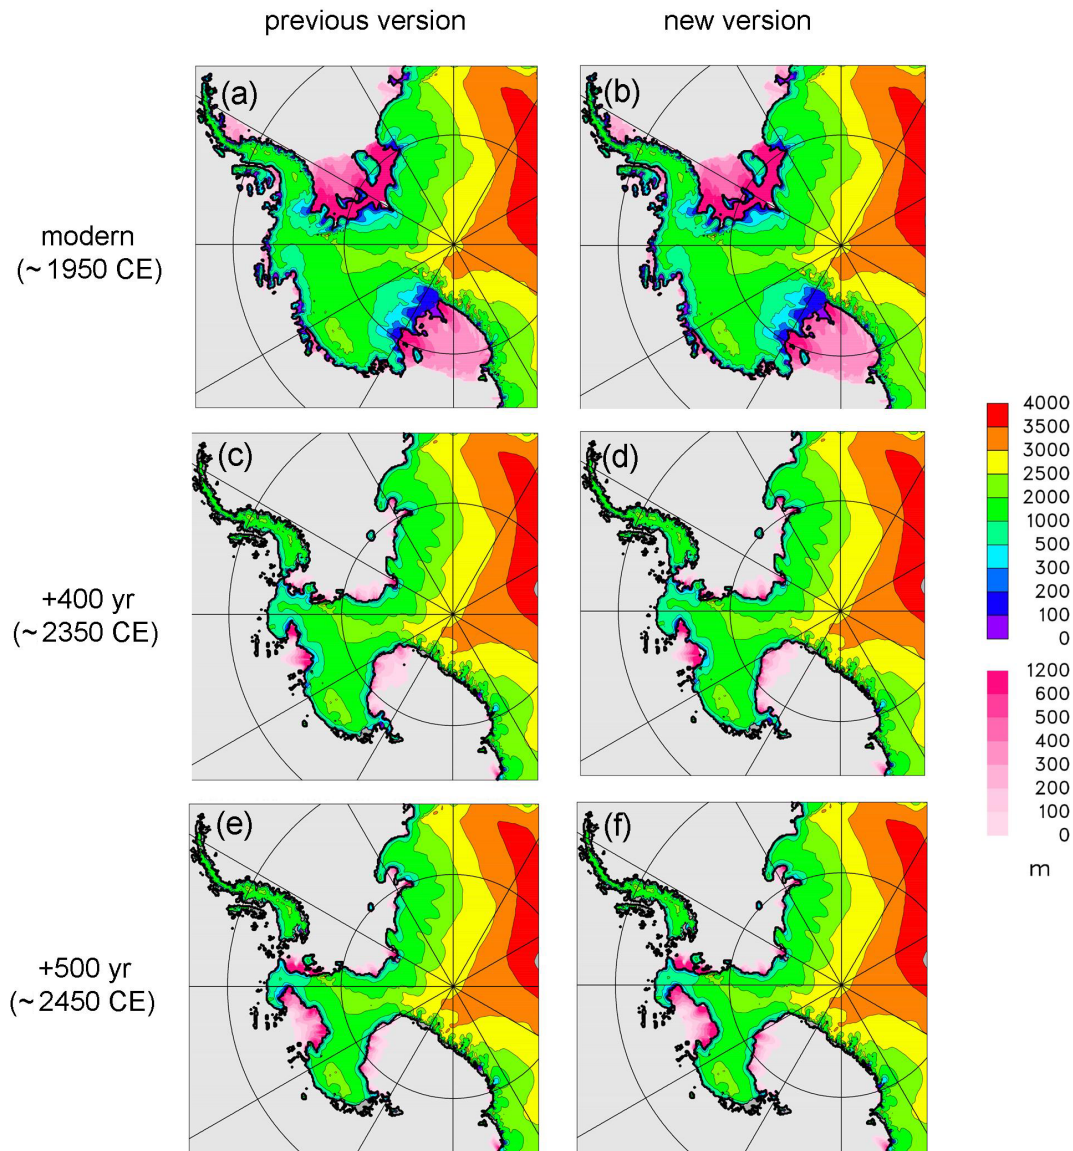 previous version
new version
(a)
(b)
modern
(~1950 CE)
(c)
(d)
4000
3500
3000
2500
2000
1000
500
300
200
100
0
+400 yr
(~2350 CE)
1200
600
500
400
300
200
100
0
m
(e)
(f)
+500 yr
(~2450 CE)